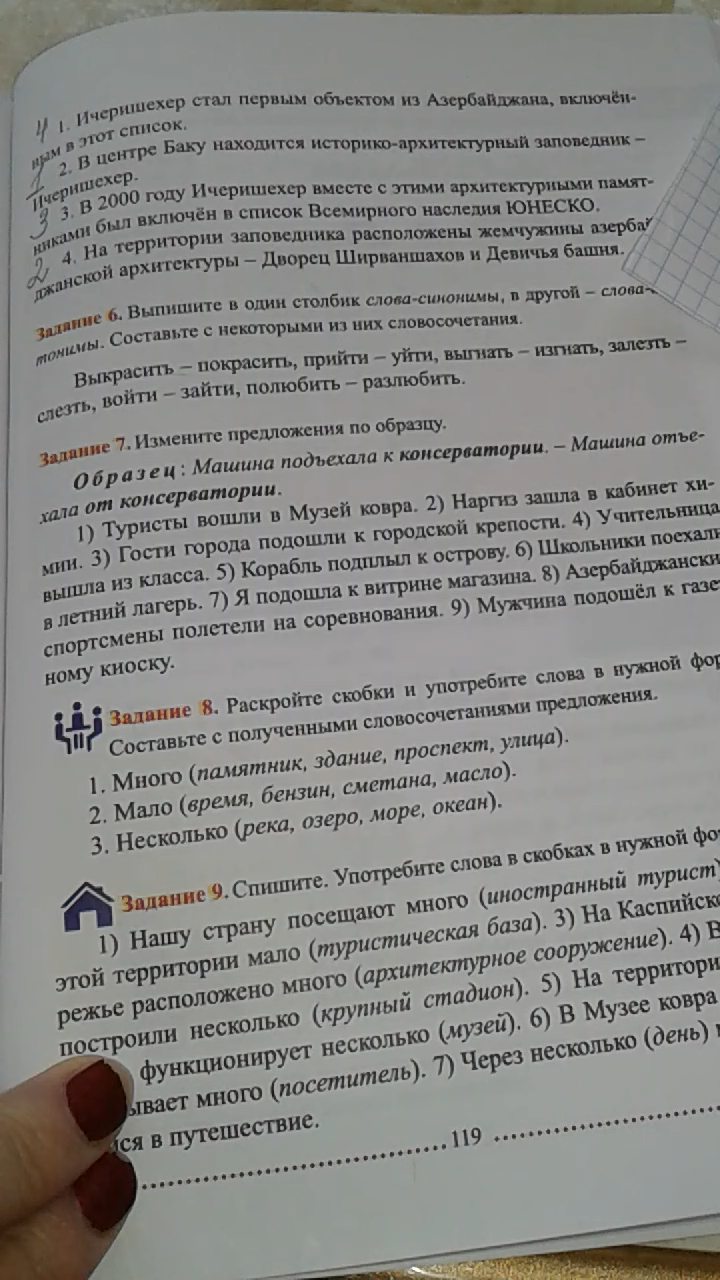 4 1. Ичеришехер стал первым объектом из Азербайджана, включён-
ным в этот список.
1 2. В центре Баку находится историко-архитектурный заповедник –
Ичеришехер.
3 3. В 2000 году Ичеришехер вместе с этими архитектурными памят-
никами был включён в список Всемирного наследия ЮНЕСКО.
2 4. На территории заповедника расположены жемчужины азербай
джанской архитектуры – Дворец Ширваншахов и Девичья башня.
Задание 6. Выпишите в один столбик слова-синонимы, в другой – слова-
тонимы. Составьте с некоторыми из них словосочетания.
Выкрасить – покрасить, прийти – уйти, выгнать – изгнать, залезть –
слезть, войти – зайти, полюбить – разлюбить.
Задание 7. Измените предложения по образцу.
Образец: Машина подъехала к консерватории. – Машина отъе-
хала от консерватории.
1) Туристы вошли в Музей ковра. 2) Наргиз зашла в кабинет хи-
мии. 3) Гости города подошли к городской крепости. 4) Учительница
вышла из класса. 5) Корабль подплыл к острову. 6) Школьники поехали
в летний лагерь. 7) Я подошла к витрине магазина. 8) Азербайджански
спортсмены полетели на соревнования. 9) Мужчина подошёл к газет
ному киоску.
Задание 8. Раскройте скобки и употребите слова в нужной фор
Составьте с полученными словосочетаниями предложения.
1. Много (памятник, здание, проспект, улица).
2. Мало (время, бензин, сметана, масло).
3. Несколько (река, озеро, море, океан).
Задание 9. Спишите. Употребите слова в скобках в нужной фо
1) Нашу страну посещают много (иностранный турист)
этой территории мало (туристическая база). 3) На Каспийско
режье расположено много (архитектурное сооружение). 4) В
построили несколько (крупный стадион). 5) На территори
функционирует несколько (музей). 6) В Музее ковра
ывает много (посетитель). 7) Через несколько (день)
ся в путешествие.
119